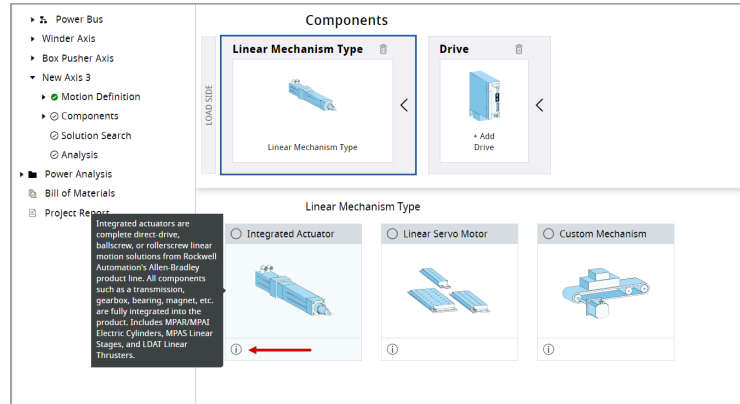 Power Bus
Winder Axis
Box Pusher Axis
New Axis 3
Motion Definition
Components
Solution Search
Analysis
Power Analysis
Bill of Materials
Project Report
Integrated actuators are
complete direct-drive,
ballscrew, or rollerscrew linear
motion solutions from Rockwell
Automation's Allen-Bradley
product line. All components
such as a transmission,
gearbox, bearing, magnet, etc.
are fully integrated into the
product. Includes MPAR/MPAI
Electric Cylinders, MPAS Linear
Stages, and LDAT Linear
Thrusters.
Components
LOAD SIDE
Linear Mechanism Type
Linear Mechanism Type
Drive
+ Add
Drive
Linear Mechanism Type
Integrated Actuator
Linear Servo Motor
Custom Mechanism